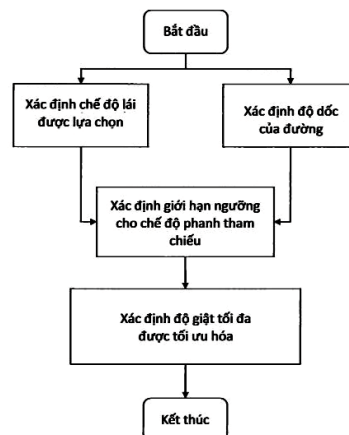 Bắt đầu
Xác định chế độ lái
được lựa chọn
Xác định độ dốc
của đường
Xác định giới hạn ngưỡng
cho chế độ phanh tham
chiếu
Xác định độ giật tối đa
được tối ưu hóa
Kết thúc